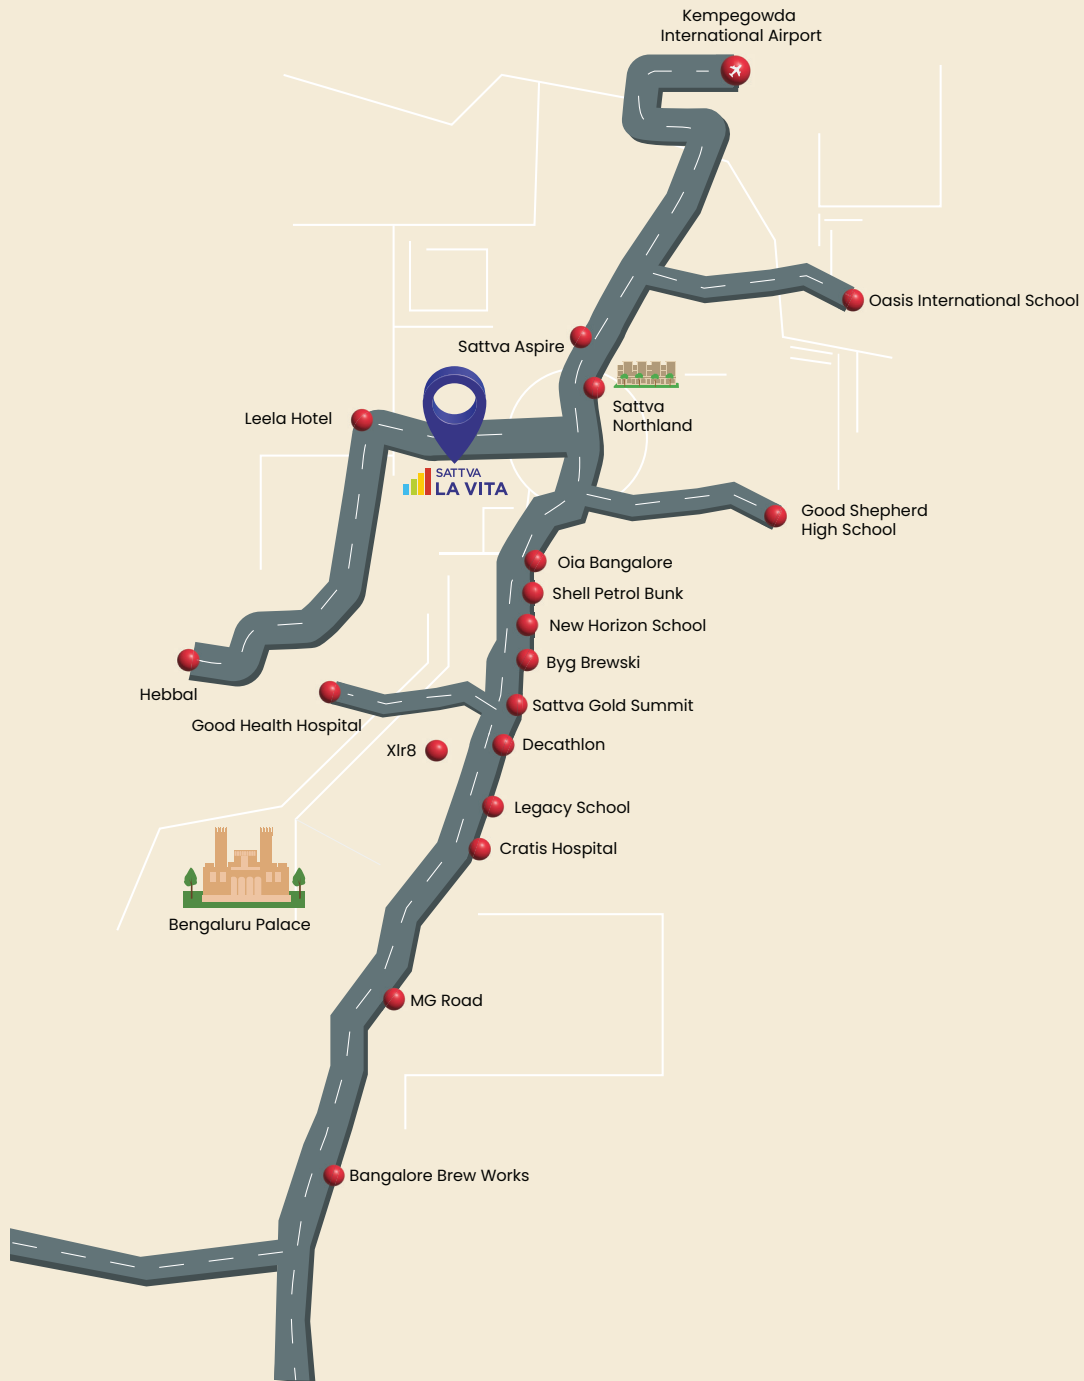 Kempegowda
International Airport
Oasis International School
Sattva Aspire
Sattva
Northland
Leela Hotel
SATTVA
LA VITA
Good Shepherd
High School
Oia Bangalore
Shell Petrol Bunk
New Horizon School
Byg Brewski
Hebbal
Sattva Gold Summit
Good Health Hospital
Xlr8
Decathlon
Legacy School
Cratis Hospital
Bengaluru Palace
MG Road
Bangalore Brew Works